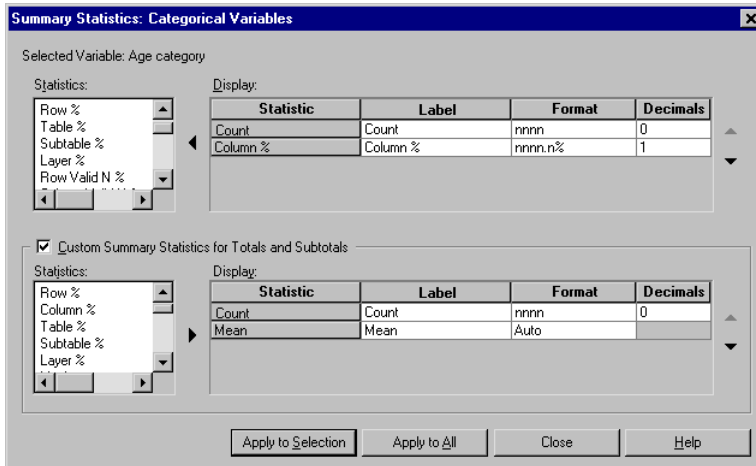 Summary Statistics: Categorical Variables
Selected Variable: Age category
Statistics:
Row %
Table %
Subtable %
Layer %
Row Valid N %
Display:
Statistic Label Format Decimals
Count Count nnnn 0
Column % Column % nnnn.n% 1
Custom Summary Statistics for Totals and Subtotals
Statistics:
Row %
Column %
Table %
Subtable %
Layer %
Display:
Statistic Label Format Decimals
Count Count nnnn 0
Mean Mean Auto
Apply to Selection Apply to All Close Help